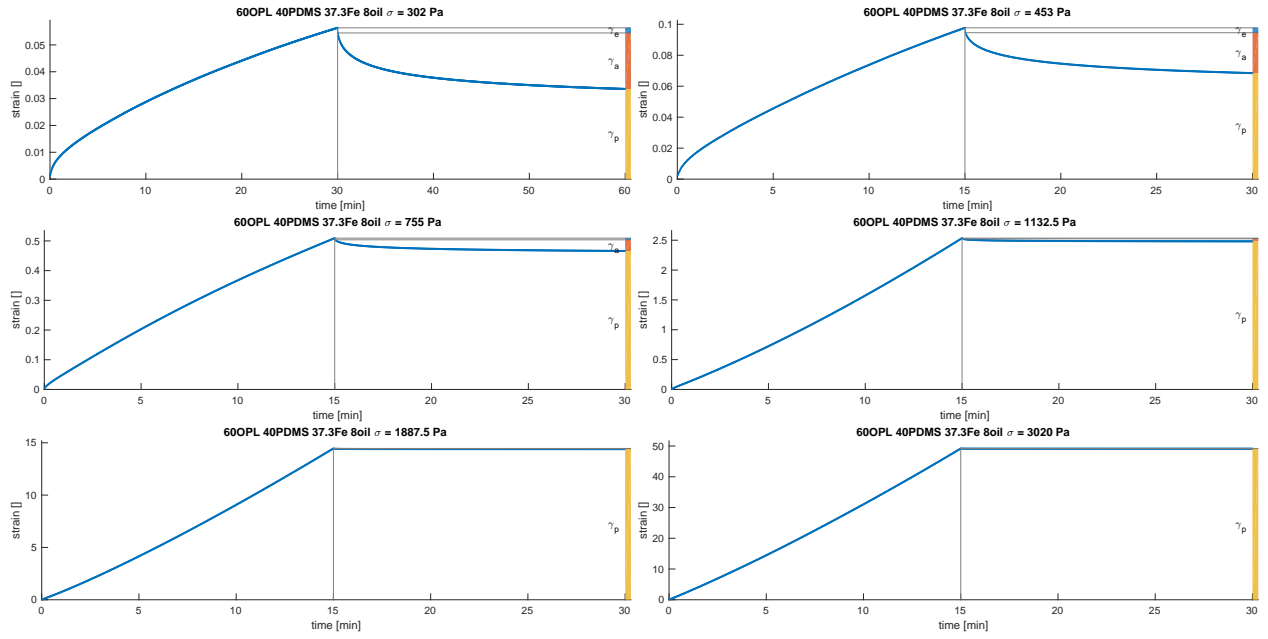 60OPL 40PDMS 37.3Fe 8oil σ = 302 Pa
strain []
0.05
0.04
0.03
0.02
0.01
0
0 10 20 30 40 50 60
time [min]
γe
γa
γp
60OPL 40PDMS 37.3Fe 8oil σ = 453 Pa
strain []
0.1
0.08
0.06
0.04
0.02
0
0 5 10 15 20 25 30
time [min]
γe
γa
γp
60OPL 40PDMS 37.3Fe 8oil σ = 755 Pa
strain []
0.5
0.4
0.3
0.2
0.1
0
0 5 10 15 20 25 30
time [min]
γa
γp
60OPL 40PDMS 37.3Fe 8oil σ = 1132.5 Pa
strain []
2.5
2
1.5
1
0.5
0
0 5 10 15 20 25 30
time [min]
γp
60OPL 40PDMS 37.3Fe 8oil σ = 1887.5 Pa
strain []
15
10
5
0
0 5 10 15 20 25 30
time [min]
γp
60OPL 40PDMS 37.3Fe 8oil σ = 3020 Pa
strain []
50
40
30
20
10
0
0 5 10 15 20 25 30
time [min]
γp